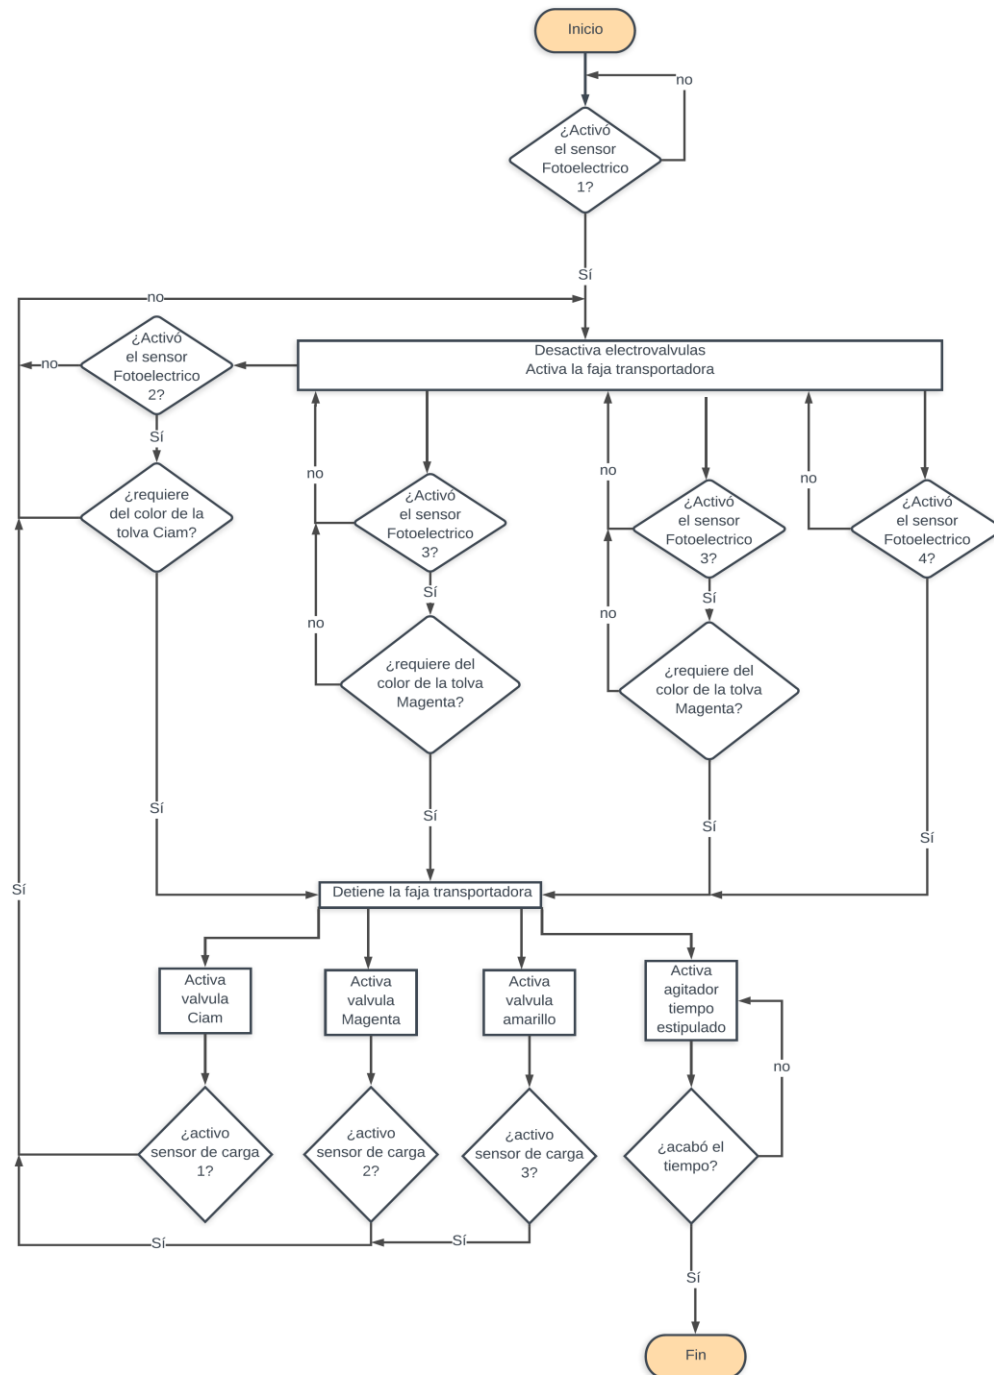 Inicio
no
¿Activó
el sensor
Fotoelectrico
1?
Sí
no
Desactiva electrovalvulas
Activa la faja transportadora
¿Activó
el sensor
Fotoelectrico
2?
no
Sí
¿requiere
del color de la
tolva Ciam?
no
¿Activó
el sensor
Fotoelectrico
3?
Sí
no
¿requiere del
color de la tolva
Magenta?
no
¿Activó
el sensor
Fotoelectrico
3?
Sí
no
¿requiere del
color de la tolva
Magenta?
no
¿Activó
el sensor
Fotoelectrico
4?
Sí
Sí
Sí
Sí
Sí
Detiene la faja transportadora
Activa
valvula
Ciam
Activa
valvula
Magenta
Activa
valvula
amarillo
Activa
agitador
tiempo
estipulado
no
¿activo
sensor de carga
1?
¿activo
sensor de carga
2?
¿activo
sensor de carga
3?
¿acabó el
tiempo?
Sí
Sí
Sí
Fin